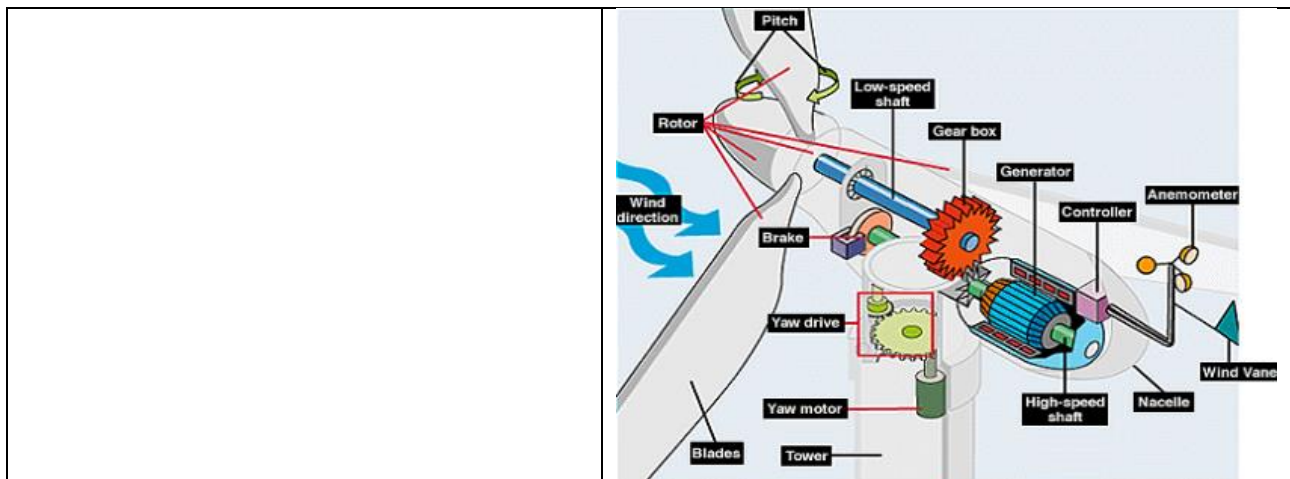 Pitch
Low-speed
shaft
Rotor
Gear box
Generator
Anemometer
Wind
direction
Controller
Brake
Yaw drive
Wind Vane
Yaw motor
High-speed
shaft
Nacelle
Blades
Tower